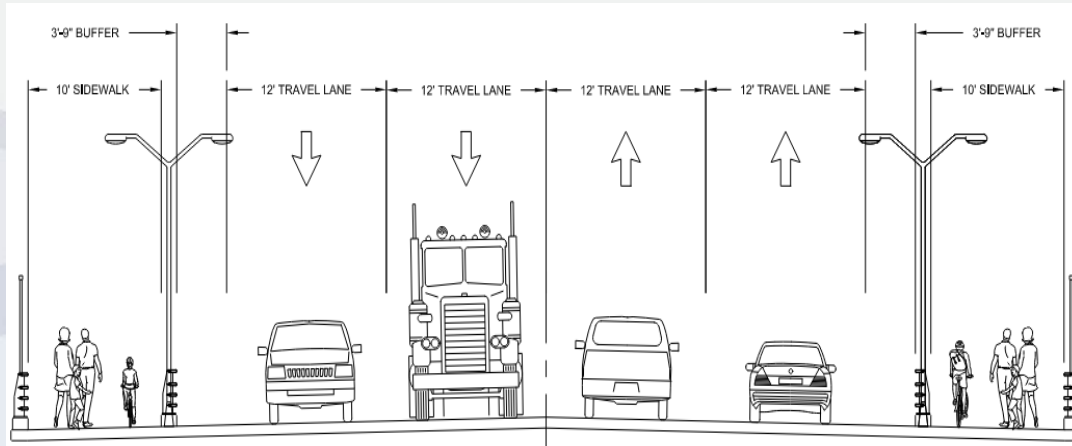 3'-9" BUFFER
3'-9" BUFFER
10' SIDEWALK
12' TRAVEL LANE
12' TRAVEL LANE
12' TRAVEL LANE
12' TRAVEL LANE
10' SIDEWALK